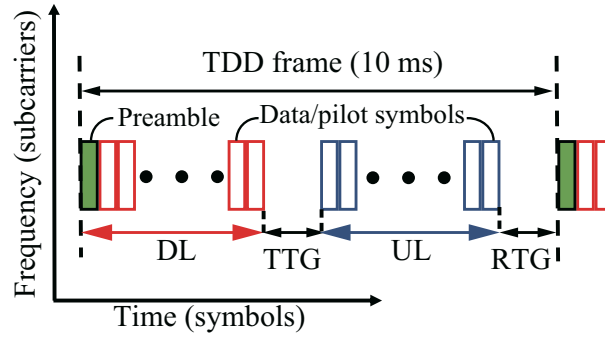 Frequency (subcarriers)
TDD frame (10 ms)
Preamble
Data/pilot symbols
DL
TTG
UL
RTG
Time (symbols)